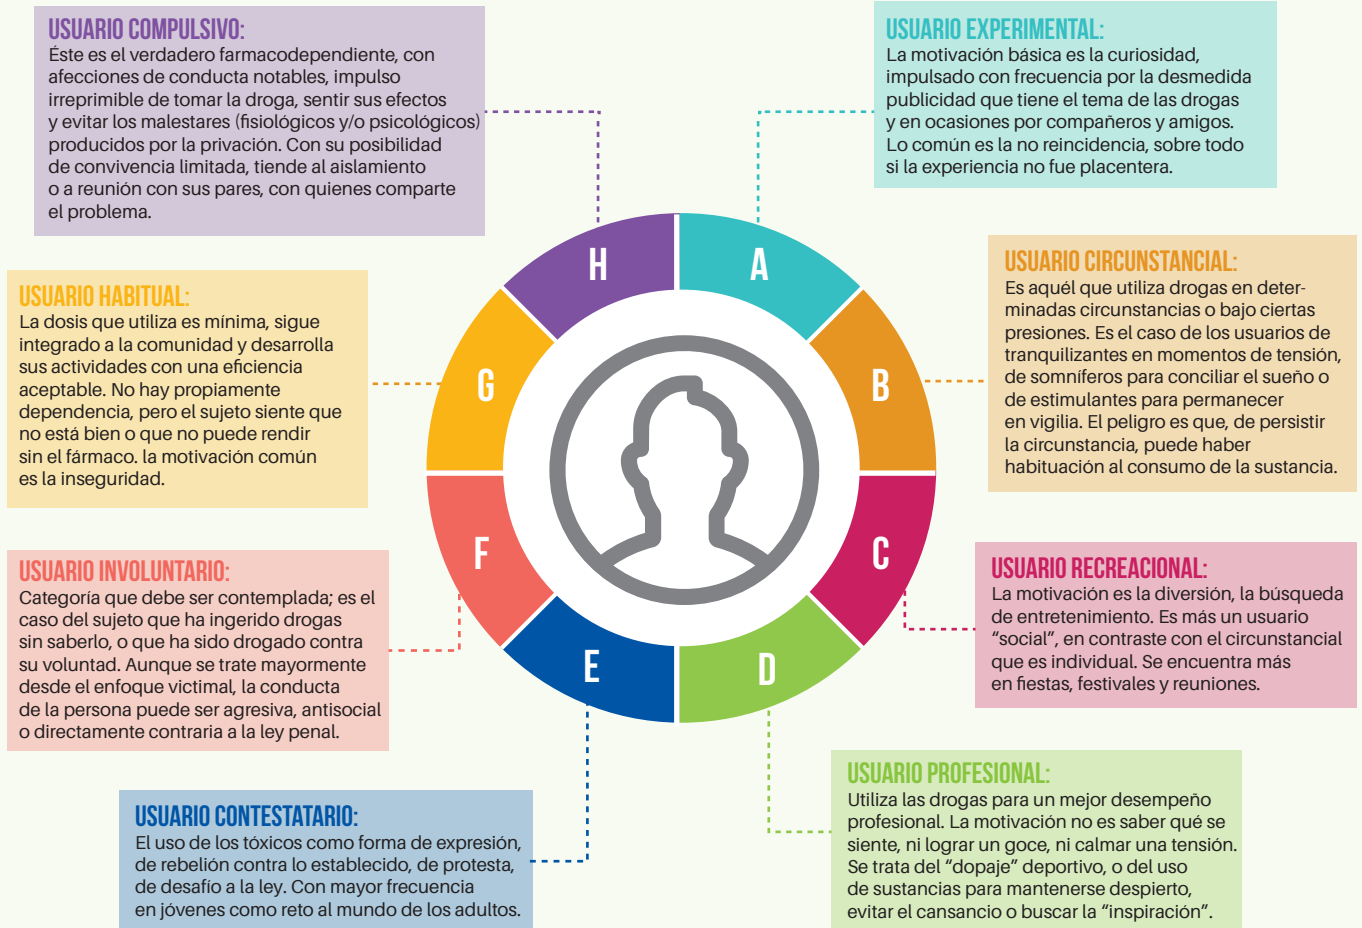 USUARIO COMPULSIVO:
Éste es el verdadero farmacodependiente, con
afecciones de conducta notables, impulso
irreprimible de tomar la droga, sentir sus efectos
y evitar los malestares (fisiológicos y/o psicológicos)
producidos por la privación. Con su posibilidad
de convivencia limitada, tiende al aislamiento
o a reunión con sus pares, con quienes comparte
el problema.
USUARIO EXPERIMENTAL:
La motivación básica es la curiosidad,
impulsado con frecuencia por la desmedida
publicidad que tiene el tema de las drogas
y en ocasiones por compañeros y amigos.
Lo común es la no reincidencia, sobre todo
si la experiencia no fue placentera.
USUARIO CIRCUNSTANCIAL:
Es aquél que utiliza drogas en deter-
minadas circunstancias o bajo ciertas
presiones. Es el caso de los usuarios de
tranquilizantes en momentos de tensión,
de somníferos para conciliar el sueño o
de estimulantes para permanecer
en vigilia. El peligro es que, de persistir
la circunstancia, puede haber
habituación al consumo de la sustancia.
USUARIO HABITUAL:
La dosis que utiliza es mínima, sigue
integrado a la comunidad y desarrolla
sus actividades con una eficiencia
aceptable. No hay propiamente
dependencia, pero el sujeto siente que
no está bien o que no puede rendir
sin el fármaco. la motivación común
es la inseguridad.
H
A
G
B
F
C
E
D
USUARIO INVOLUNTARIO:
Categoría que debe ser contemplada; es el
caso del sujeto que ha ingerido drogas
sin saberlo, o que ha sido drogado contra
su voluntad. Aunque se trate mayormente
desde el enfoque victimal, la conducta
de la persona puede ser agresiva, antisocial
o directamente contraria a la ley penal.
USUARIO RECREACIONAL:
La motivación es la diversión, la búsqueda
de entretenimiento. Es más un usuario
“social”, en contraste con el circunstancial
que es individual. Se encuentra más
en fiestas, festivales y reuniones.
USUARIO CONTESTATARIO:
El uso de los tóxicos como forma de expresión,
de rebelión contra lo establecido, de protesta,
de desafío a la ley. Con mayor frecuencia
en jóvenes como reto al mundo de los adultos.
USUARIO PROFESIONAL:
Utiliza las drogas para un mejor desempeño
profesional. La motivación no es saber qué se
siente, ni lograr un goce, ni calmar una tensión.
Se trata del “dopaje” deportivo, o del uso
de sustancias para mantenerse despierto,
evitar el cansancio o buscar la “inspiración”.